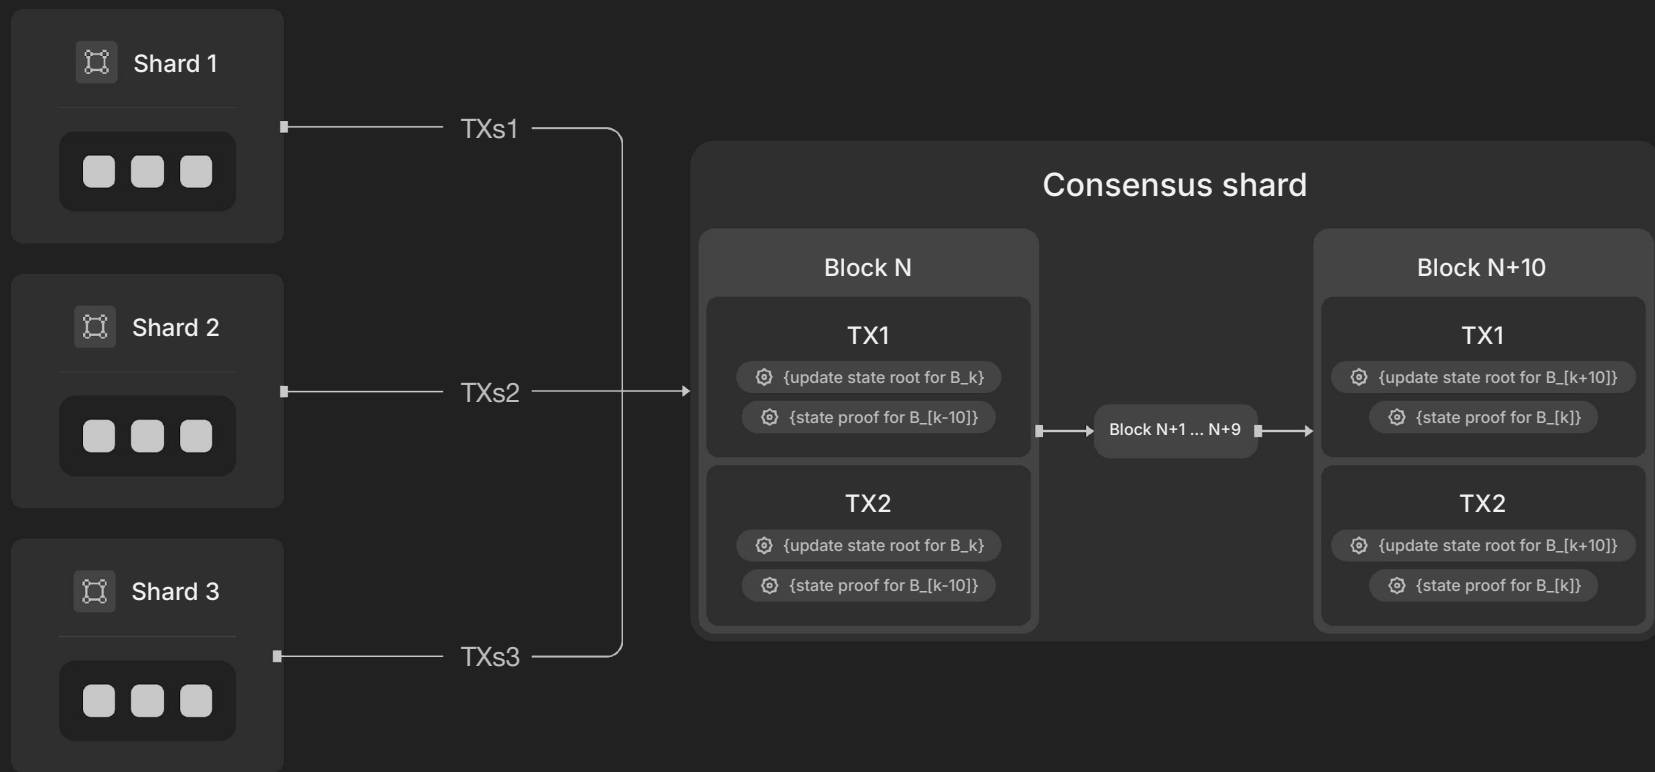 Shard 1
TXs1
Shard 2
TXs2
Shard 3
TXs3
Consensus shard
Block N
TX1
{update state root for B_k}
{state proof for B_[k-10]}
TX2
{update state root for B_k}
{state proof for B_[k-10]}
Block N+1 ... N+9
Block N+10
TX1
{update state root for B_[k+10]}
{state proof for B_[k]}
TX2
{update state root for B_[k+10]}
{state proof for B_[k]}